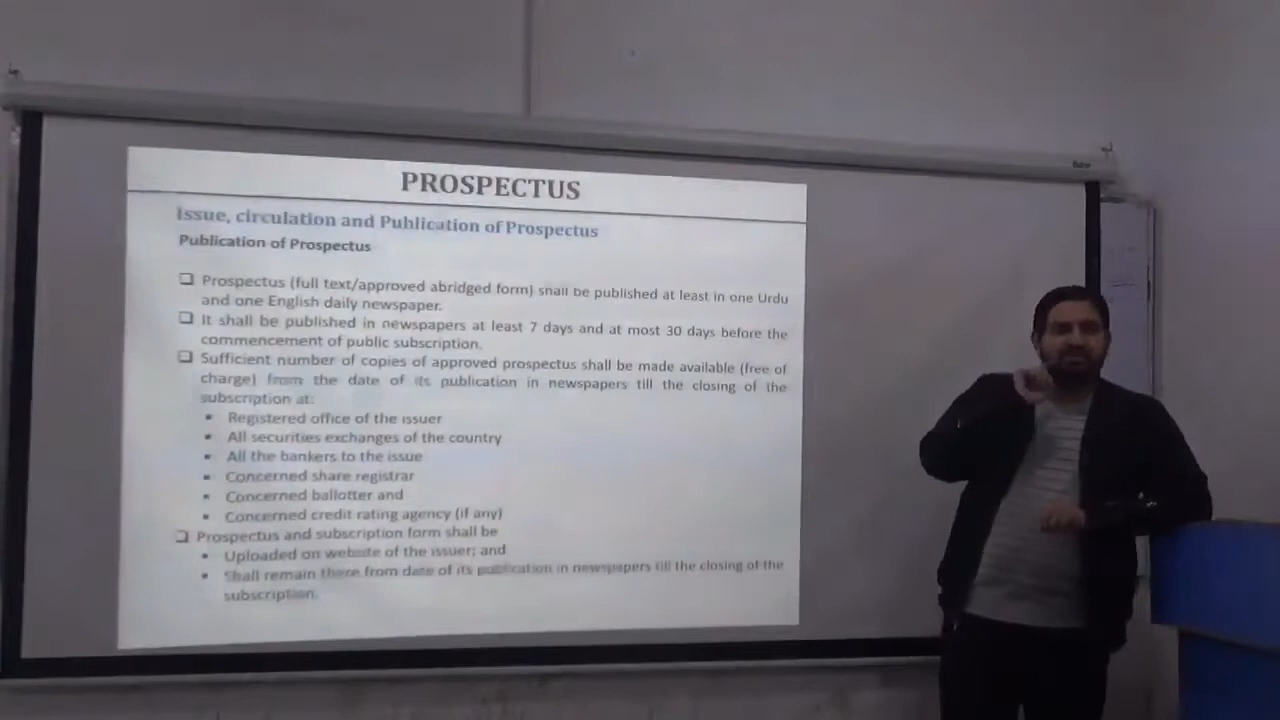 PROSPECTUS
Issue, circulation and Publication of Prospectus
Publication of Prospectus
❑ Prospectus (full text/approved abridged form) shall be published at least in one Urdu
and one English daily newspaper.
❑ It shall be published in newspapers at least 7 days and at most 30 days before the
commencement of public subscription.
❑ Sufficient number of copies of approved prospectus shall be made available (free of
charge) from the date of its publication in newspapers till the closing of the
subscription at:
▪ Registered office of the issuer
▪ All securities exchanges of the country
▪ All the bankers to the issue
▪ Concerned share registrar
▪ Concerned ballotter and
▪ Concerned credit rating agency (if any)
❑ Prospectus and subscription form shall be
▪ Uploaded on website of the issuer; and
▪ Shall remain there from date of its publication in newspapers till the closing of the
subscription.